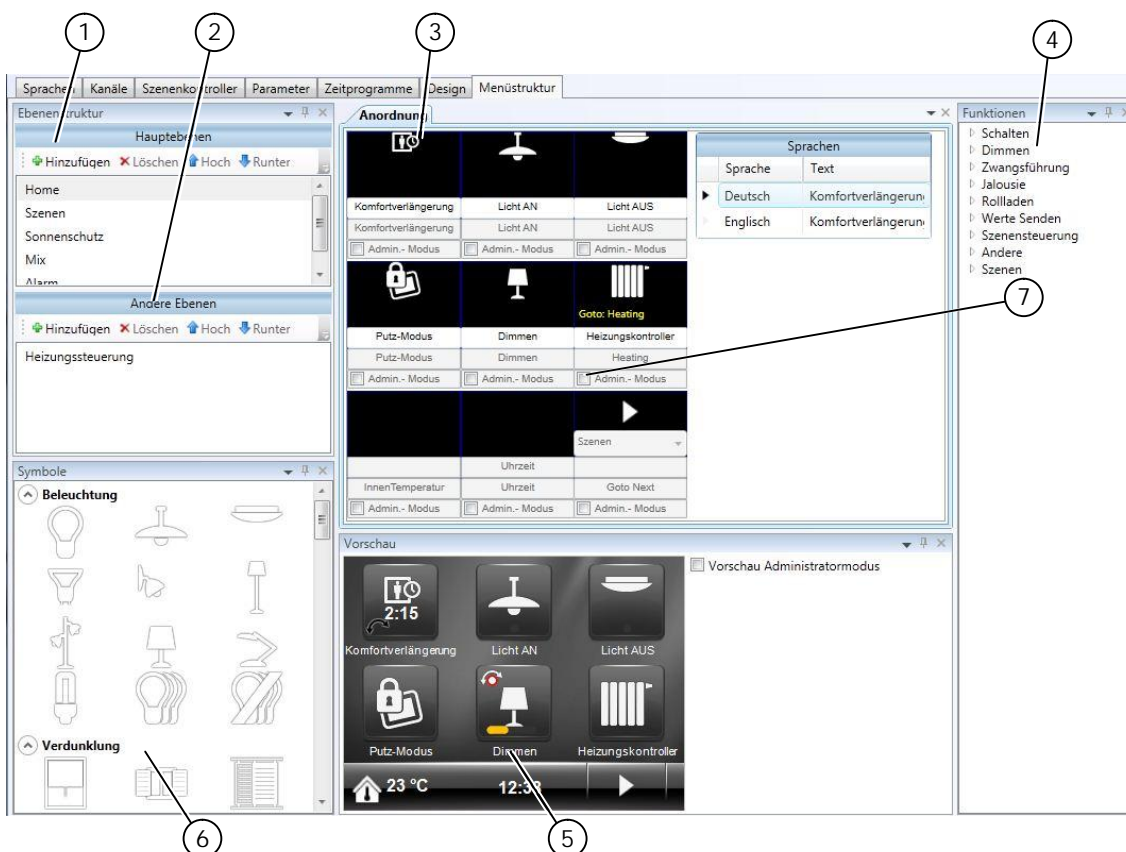 1
2
3
4
Sprachen Kanäle Szenenkontroller Parameter Zeitprogramme Design Menüstruktur
Ebenenstruktur
Hauptebenen
Hinzufügen Löschen Hoch Runter
Home
Szenen
Sonnenschutz
Mix
Alarm
Andere Ebenen
Hinzufügen Löschen Hoch Runter
Heizungssteuerung
Symbole
Beleuchtung
Verdunklung
6
Anordnung
Komfortverlängerung Licht AN Licht AUS
Komfortverlängerung Licht AN Licht AUS
Admin.- Modus Admin.- Modus Admin.- Modus
Goto: Heating
Putz-Modus Dimmen Heizungskontroller
Putz-Modus Dimmen Heating
Admin.- Modus Admin.- Modus Admin.- Modus
Szenen
Uhrzeit
InnenTemperatur Uhrzeit Goto Next
Admin.- Modus Admin.- Modus Admin.- Modus
Sprachen
Sprache Text
Deutsch Komfortverlängerun
Englisch Komfortverlängerun
Vorschau
Vorschau Administratormodus
2:15
Komfortverlängerung Licht AN Licht AUS
Putz-Modus Dimmen Heizungskontroller
23 °C 12:33
5
Funktionen
Schalten
Dimmen
Zwangsführung
Jalousie
Rollladen
Werte Senden
Szenensteuerung
Andere
Szenen
7